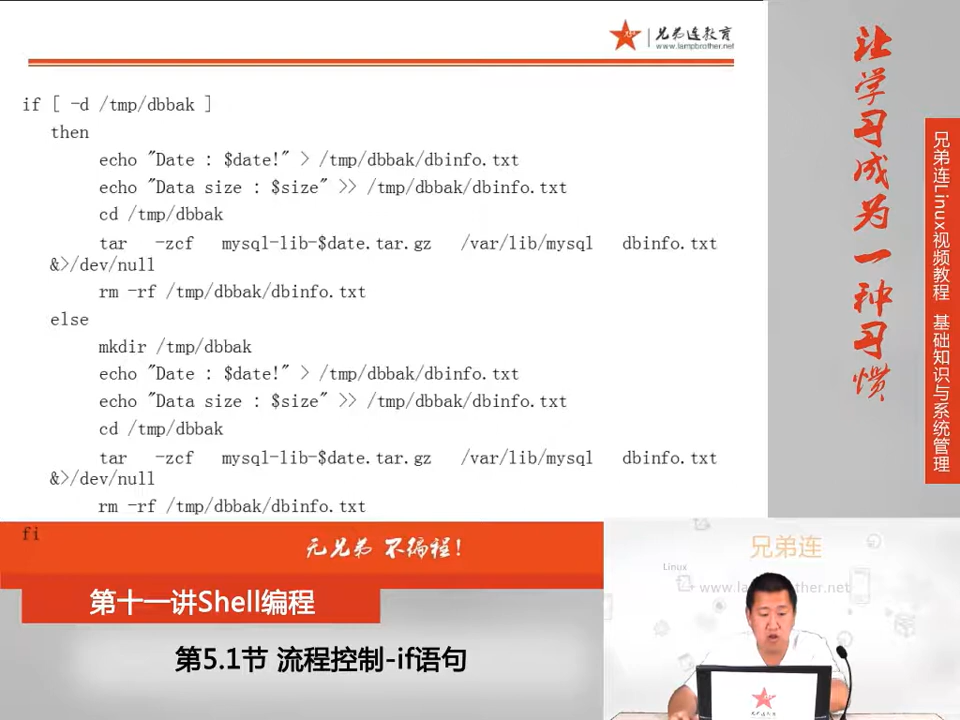 兄弟连教育
www.lampbrother.net
if [ -d /tmp/dbbak ]
then
echo "Date : $date!" > /tmp/dbbak/dbinfo.txt
echo "Data size : $size" >> /tmp/dbbak/dbinfo.txt
cd /tmp/dbbak
tar -zcf mysql-lib-$date.tar.gz /var/lib/mysql dbinfo.txt
&>/dev/null
rm -rf /tmp/dbbak/dbinfo.txt
else
mkdir /tmp/dbbak
echo "Date : $date!" > /tmp/dbbak/dbinfo.txt
echo "Data size : $size" >> /tmp/dbbak/dbinfo.txt
cd /tmp/dbbak
tar -zcf mysql-lib-$date.tar.gz /var/lib/mysql dbinfo.txt
&>/dev/null
rm -rf /tmp/dbbak/dbinfo.txt
fi
让学习成为一种习惯
兄弟连Linux视频教程 基础知识与系统管理
无兄弟 不编程!
第十一讲Shell编程
第5.1节 流程控制-if语句
兄弟连
Linux